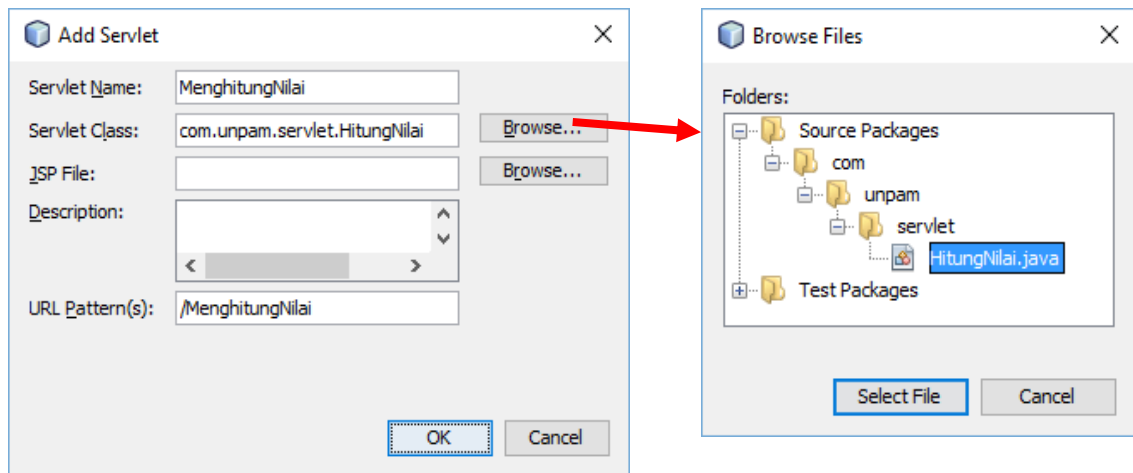 Add Servlet
Servlet Name: MenghitungNilai
Servlet Class: com.unpam.servlet.HitungNilai Browse...
JSP File: Browse...
Description:
URL Pattern(s): /MenghitungNilai
OK Cancel
Browse Files
Folders:
Source Packages
com
unpam
servlet
HitungNilai.java
Test Packages
Select File Cancel